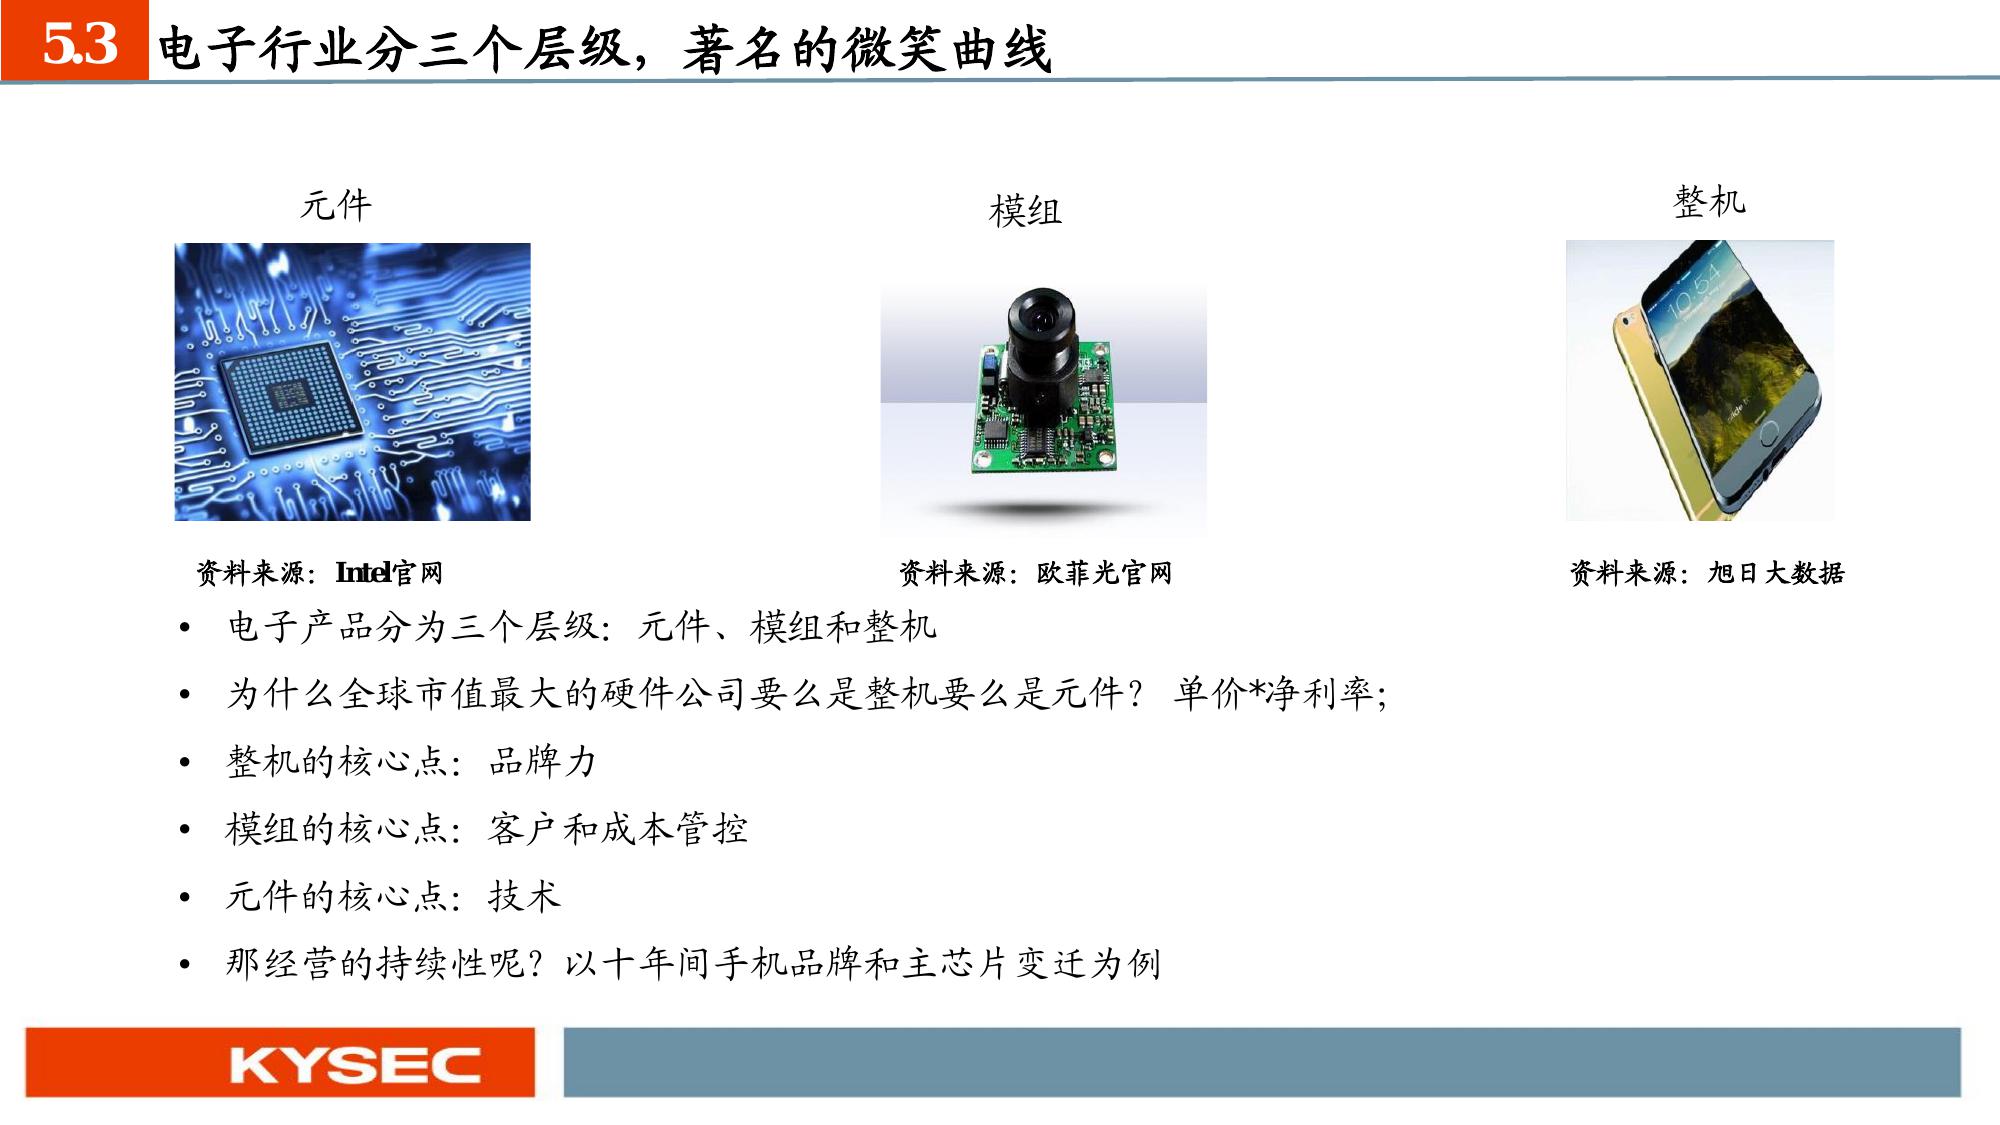 5.3 电子行业分三个层级，著名的微笑曲线
元件
模组
整机
10:54
资料来源：Intel官网
资料来源：欧菲光官网
资料来源：旭日大数据
• 电子产品分为三个层级：元件、模组和整机
• 为什么全球市值最大的硬件公司要么是整机要么是元件？ 单价*净利率；
• 整机的核心点：品牌力
• 模组的核心点：客户和成本管控
• 元件的核心点：技术
• 那经营的持续性呢？以十年间手机品牌和主芯片变迁为例
KYSEC